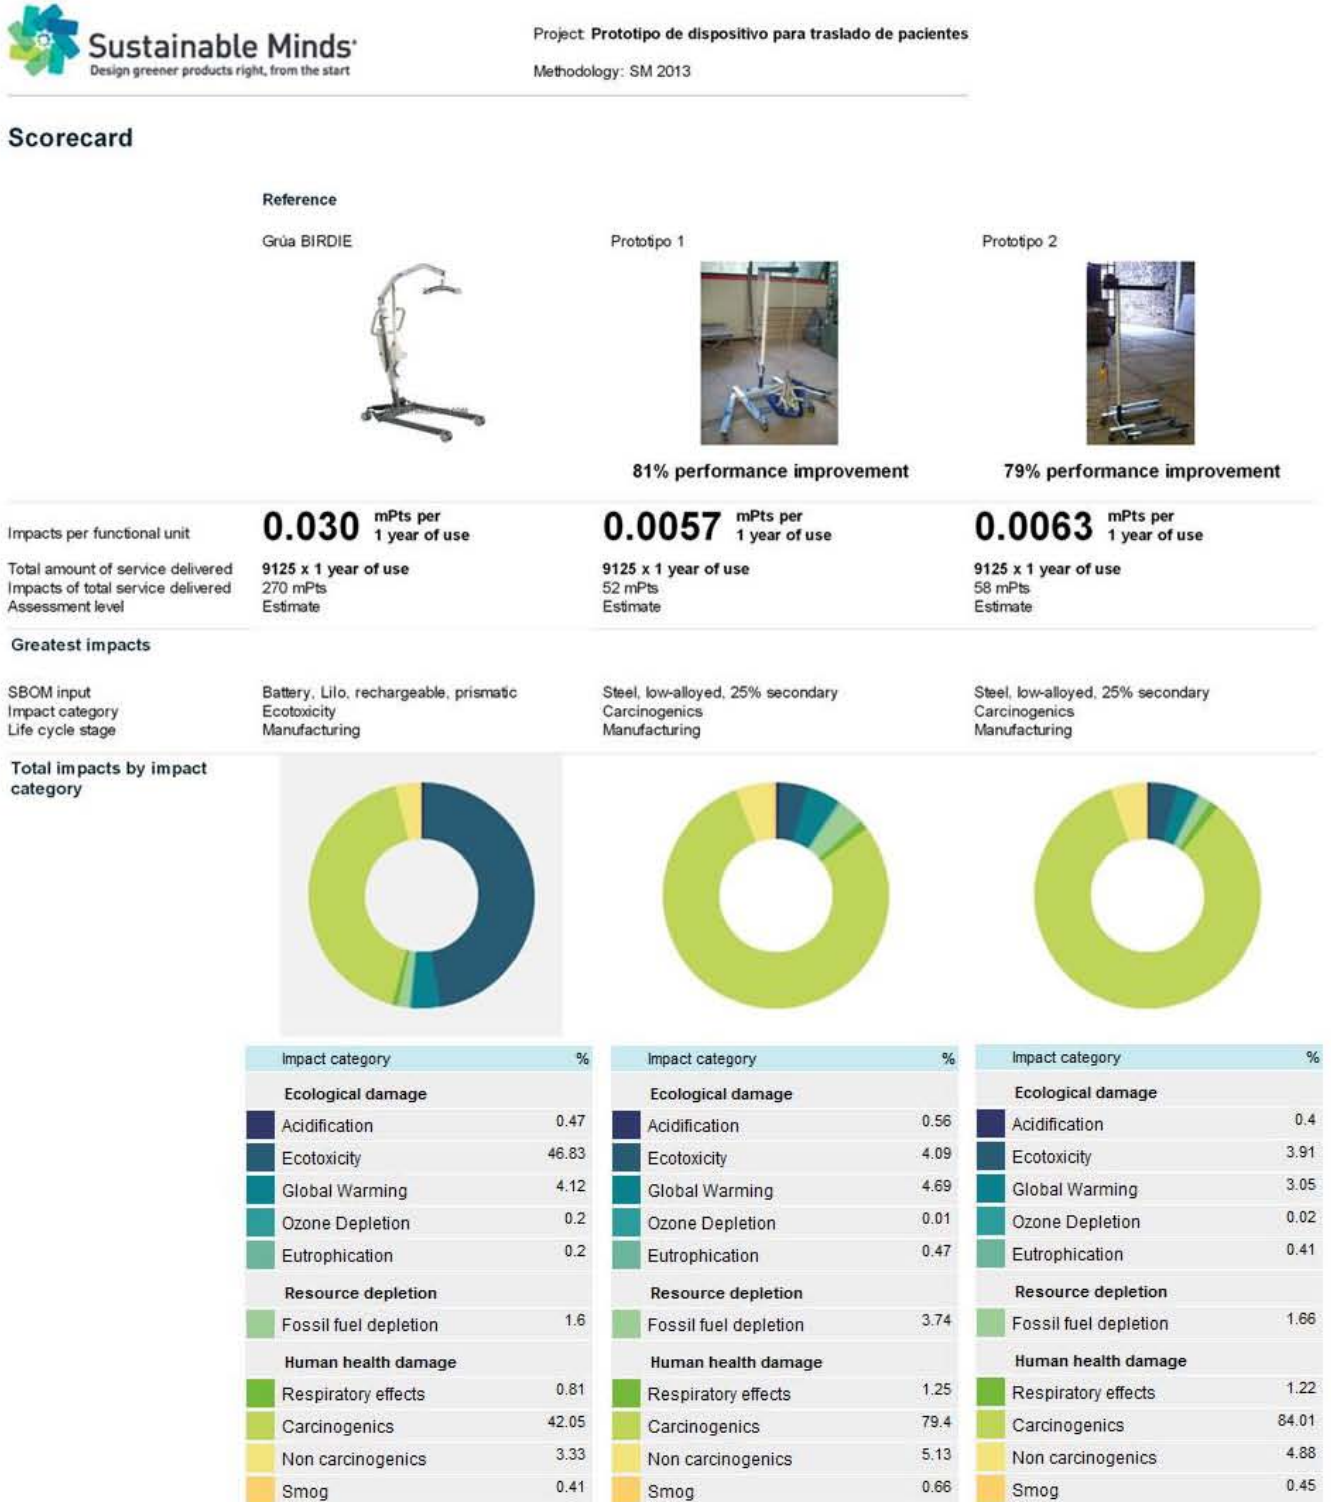 Sustainable Minds
Design greener products right, from the start
Project: Prototipo de dispositivo para traslado de pacientes
Methodology: SM 2013
Scorecard
Reference
Grúa BIRDIE
Prototipo 1
Prototipo 2
81% performance improvement
79% performance improvement
Impacts per functional unit 0.030 mPts per 1 year of use 0.0057 mPts per 1 year of use 0.0063 mPts per 1 year of use
Total amount of service delivered 9125 x 1 year of use 9125 x 1 year of use 9125 x 1 year of use
Impacts of total service delivered 270 mPts 52 mPts 58 mPts
Assessment level Estimate Estimate Estimate
Greatest impacts
SBOM input Battery, LiIo, rechargeable, prismatic Steel, low-alloyed, 25% secondary Steel, low-alloyed, 25% secondary
Impact category Ecotoxicity Carcinogenics Carcinogenics
Life cycle stage Manufacturing Manufacturing Manufacturing
Total impacts by impact
category
Impact category % Impact category % Impact category %
Ecological damage Ecological damage Ecological damage
Acidification 0.47 Acidification 0.56 Acidification 0.4
Ecotoxicity 46.83 Ecotoxicity 4.09 Ecotoxicity 3.91
Global Warming 4.12 Global Warming 4.69 Global Warming 3.05
Ozone Depletion 0.2 Ozone Depletion 0.01 Ozone Depletion 0.02
Eutrophication 0.2 Eutrophication 0.47 Eutrophication 0.41
Resource depletion Resource depletion Resource depletion
Fossil fuel depletion 1.6 Fossil fuel depletion 3.74 Fossil fuel depletion 1.66
Human health damage Human health damage Human health damage
Respiratory effects 0.81 Respiratory effects 1.25 Respiratory effects 1.22
Carcinogenics 42.05 Carcinogenics 79.4 Carcinogenics 84.01
Non carcinogenics 3.33 Non carcinogenics 5.13 Non carcinogenics 4.88
Smog 0.41 Smog 0.66 Smog 0.45